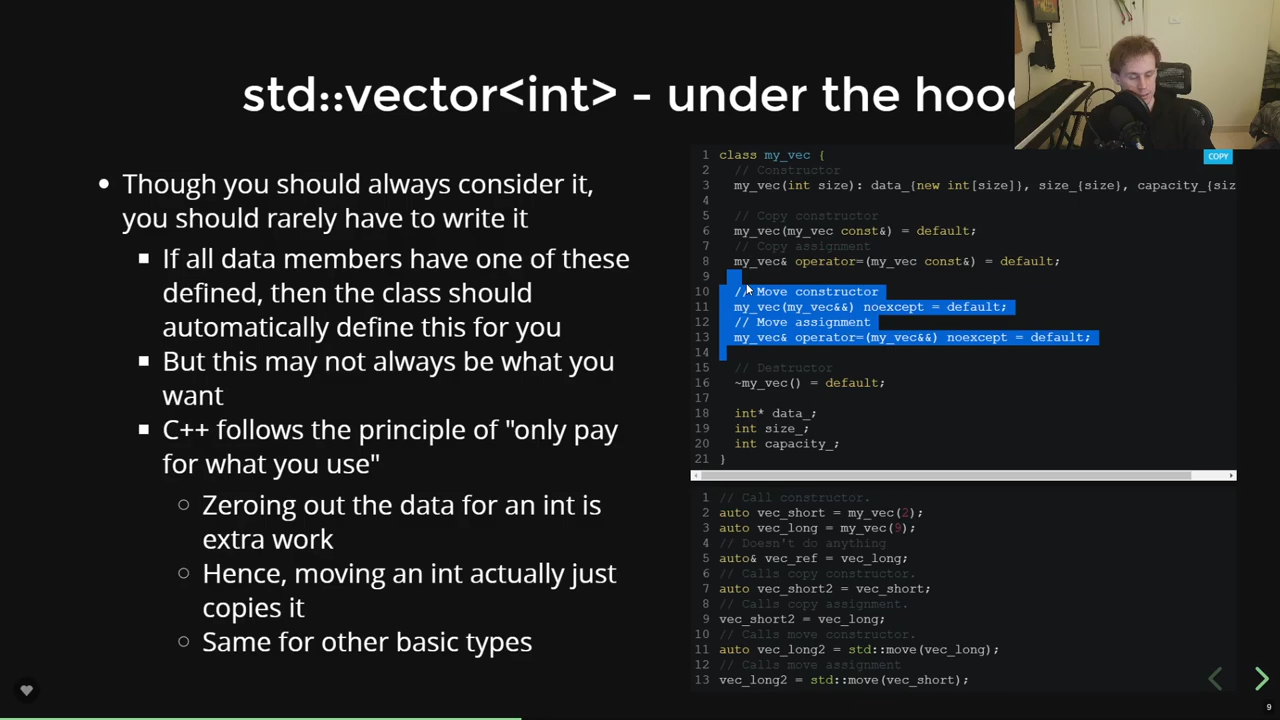 std::vector<int> - under the hoo
Though you should always consider it,
you should rarely have to write it
If all data members have one of these
defined, then the class should
automatically define this for you
But this may not always be what you
want
C++ follows the principle of "only pay
for what you use"
Zeroing out the data for an int is
extra work
Hence, moving an int actually just
copies it
Same for other basic types
COPY
1 class my_vec {
2 // Constructor
3 my_vec(int size): data_{new int[size]}, size_{size}, capacity_{siz
4
5 // Copy constructor
6 my_vec(my_vec const&) = default;
7 // Copy assignment
8 my_vec& operator=(my_vec const&) = default;
9
10 // Move constructor
11 my_vec(my_vec&&) noexcept = default;
12 // Move assignment
13 my_vec& operator=(my_vec&&) noexcept = default;
14
15 // Destructor
16 ~my_vec() = default;
17
18 int* data_;
19 int size_;
20 int capacity_;
21 }
1 // Call constructor.
2 auto vec_short = my_vec(2);
3 auto vec_long = my_vec(9);
4 // Doesn't do anything
5 auto& vec_ref = vec_long;
6 // Calls copy constructor.
7 auto vec_short2 = vec_short;
8 // Calls copy assignment.
9 vec_short2 = vec_long;
10 // Calls move constructor.
11 auto vec_long2 = std::move(vec_long);
12 // Calls move assignment
13 vec_long2 = std::move(vec_short);
9